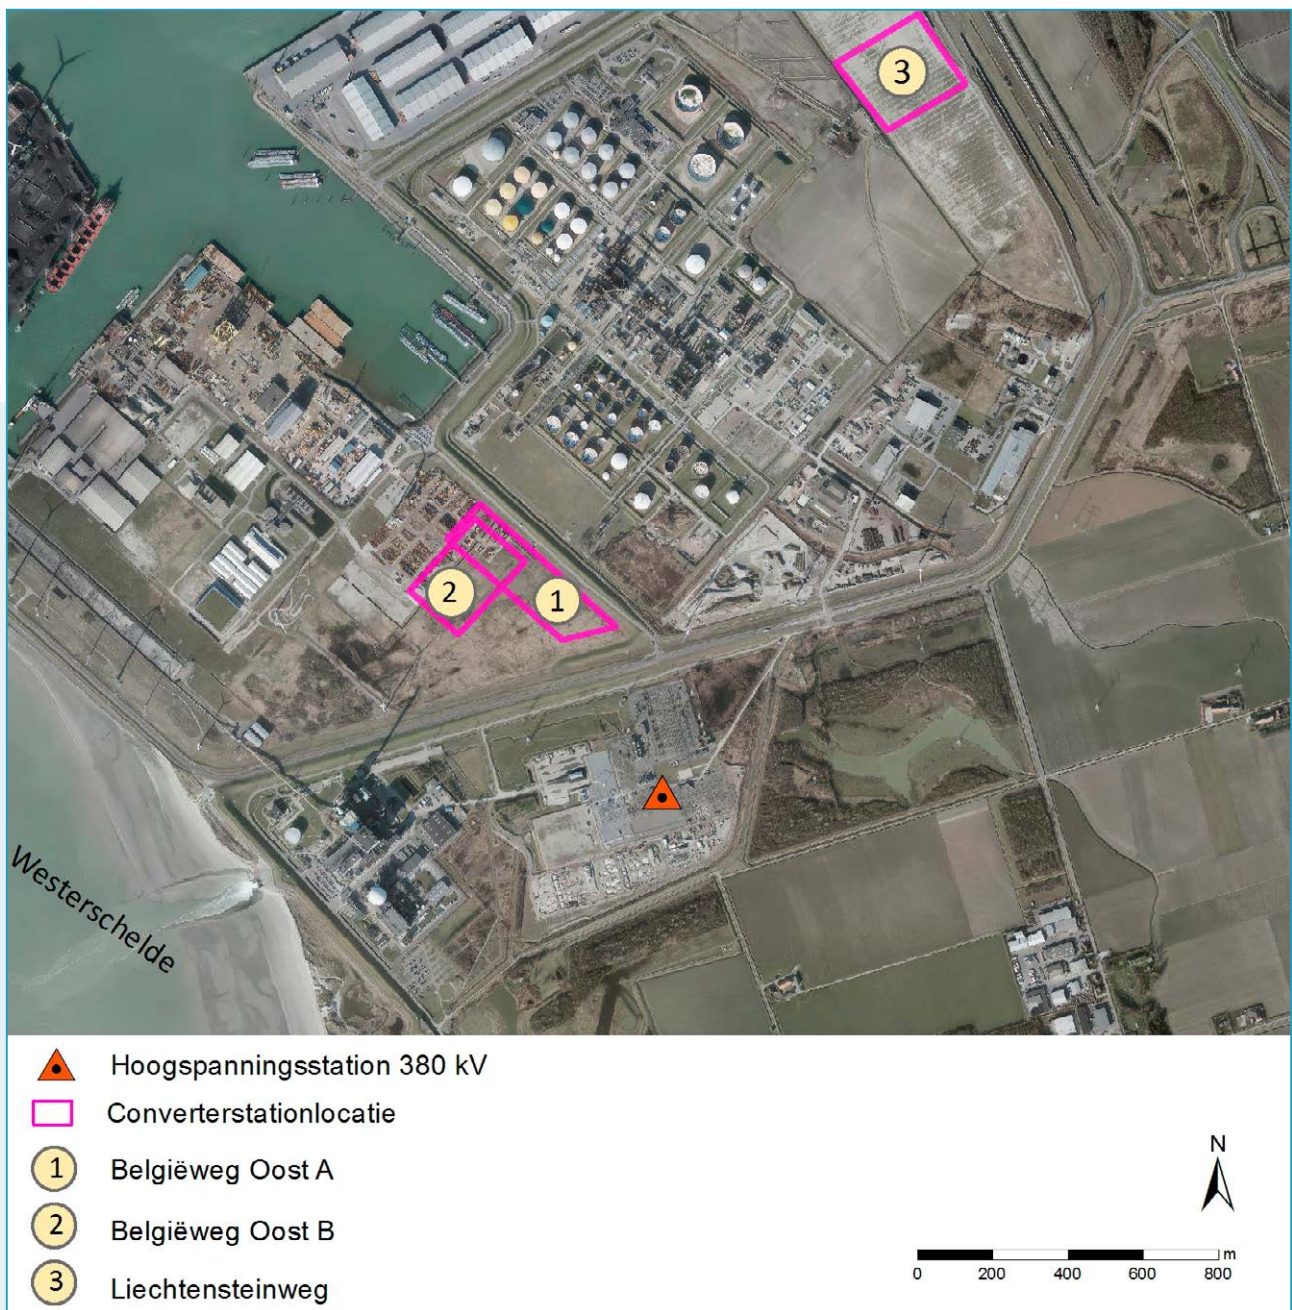 3
2
1
Westerschelde
Hoogspanningsstation 380 kV
Converterstationlocatie
1 Belgiëweg Oost A
2 Belgiëweg Oost B
3 Liechtensteinweg
N
m
0 200 400 600 800